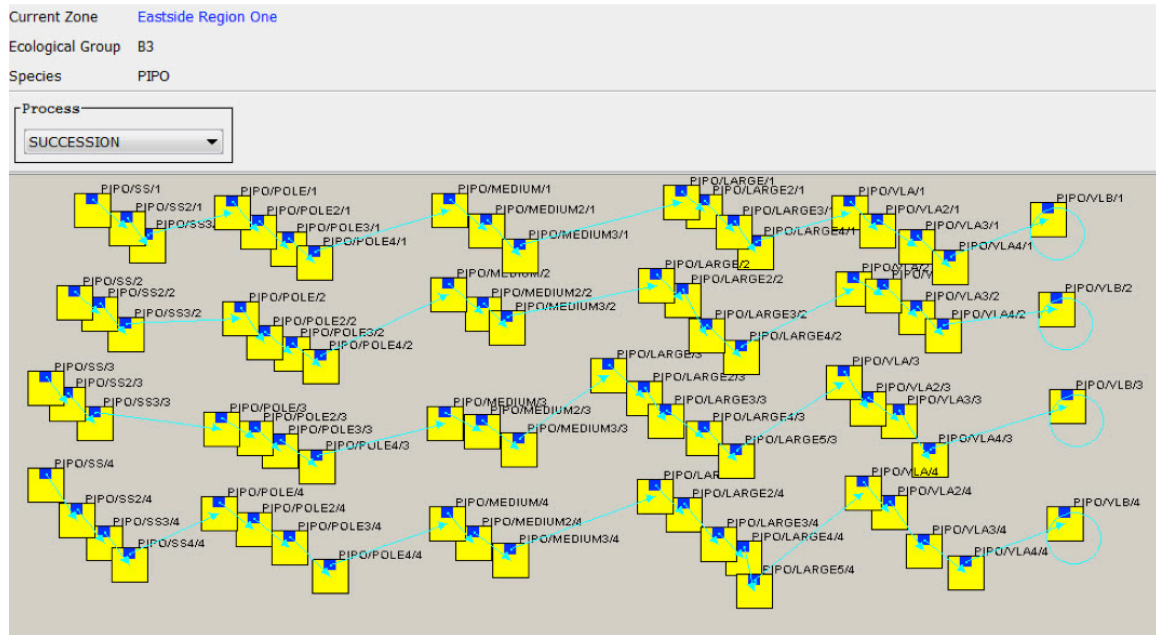 Current Zone Eastside Region One
Ecological Group B3
Species PIPO
Process
SUCCESSION
PIPO/SS/1
PIPO/SS2/1
PIPO/SS3
PIPO/POLE/1
PIPO/POLE2/1
PIPO/POLE3/1
PIPO/POLE4/1
PIPO/MEDIUM/1
PIPO/MEDIUM2/1
PIPO/MEDIUM3/1
PIPO/LARGE/1
PIPO/LARGE2/1
PIPO/LARGE3/1
PIPO/LARGE4/1
PIPO/VLA/1
PIPO/VLA2/1
PIPO/VLA3/1
PIPO/VLA4/1
PIPO/VLB/1
PIPO/SS/2
PIPO/SS2/2
PIPO/SS3/2
PIPO/POLE/2
PIPO/POLE2/2
PIPO/POLE3/2
PIPO/POLE4/2
PIPO/MEDIUM/2
PIPO/MEDIUM2/2
PIPO/MEDIUM3/2
PIPO/LARGE/2
PIPO/LARGE2/2
PIPO/LARGE3/2
PIPO/LARGE4/2
PIPO/VLA/2
PIPO/VLA3/2
PIPO/VLA4/2
PIPO/VLB/2
PIPO/SS/3
PIPO/SS2/3
PIPO/SS3/3
PIPO/POLE/3
PIPO/POLE2/3
PIPO/POLE3/3
PIPO/POLE4/3
PIPO/MEDIUM/3
PIPO/MEDIUM2/3
PIPO/MEDIUM3/3
PIPO/LARGE/3
PIPO/LARGE2/3
PIPO/LARGE3/3
PIPO/LARGE4/3
PIPO/LARGE5/3
PIPO/VLA/3
PIPO/VLA2/3
PIPO/VLA3/3
PIPO/VLA4/3
PIPO/VLB/3
PIPO/SS/4
PIPO/SS2/4
PIPO/SS3/4
PIPO/SS4/4
PIPO/POLE/4
PIPO/POLE2/4
PIPO/POLE3/4
PIPO/POLE4/4
PIPO/MEDIUM/4
PIPO/MEDIUM2/4
PIPO/MEDIUM3/4
PIPO/LAR
PIPO/LARGE2/4
PIPO/LARGE3/4
PIPO/LARGE4/4
PIPO/LARGE5/4
PIPO/VLA/4
PIPO/VLA2/4
PIPO/VLA3/4
PIPO/VLA4/4
PIPO/VLB/4